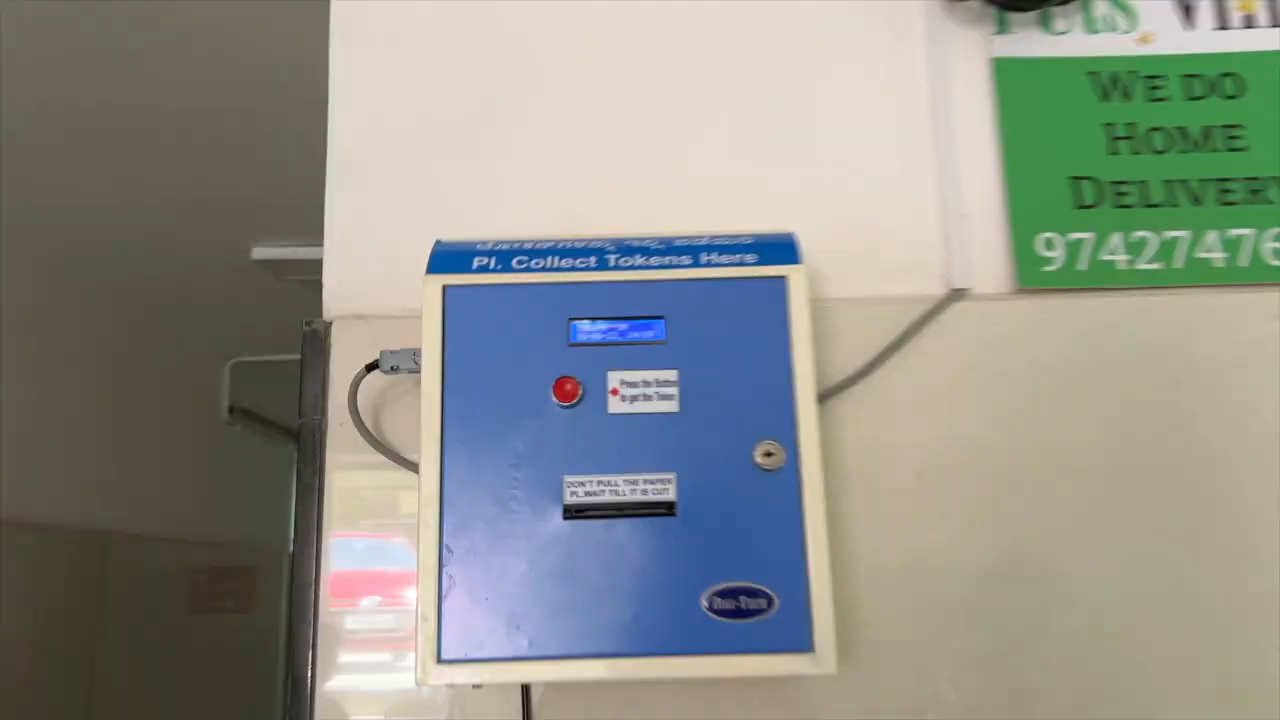 Pl. Collect Tokens Here
Press the Button
to get the Token
DON'T PULL THE PAPER
PL.WAIT TILL IT IS CUT
WE DO
HOME
DELIVERY
97427476